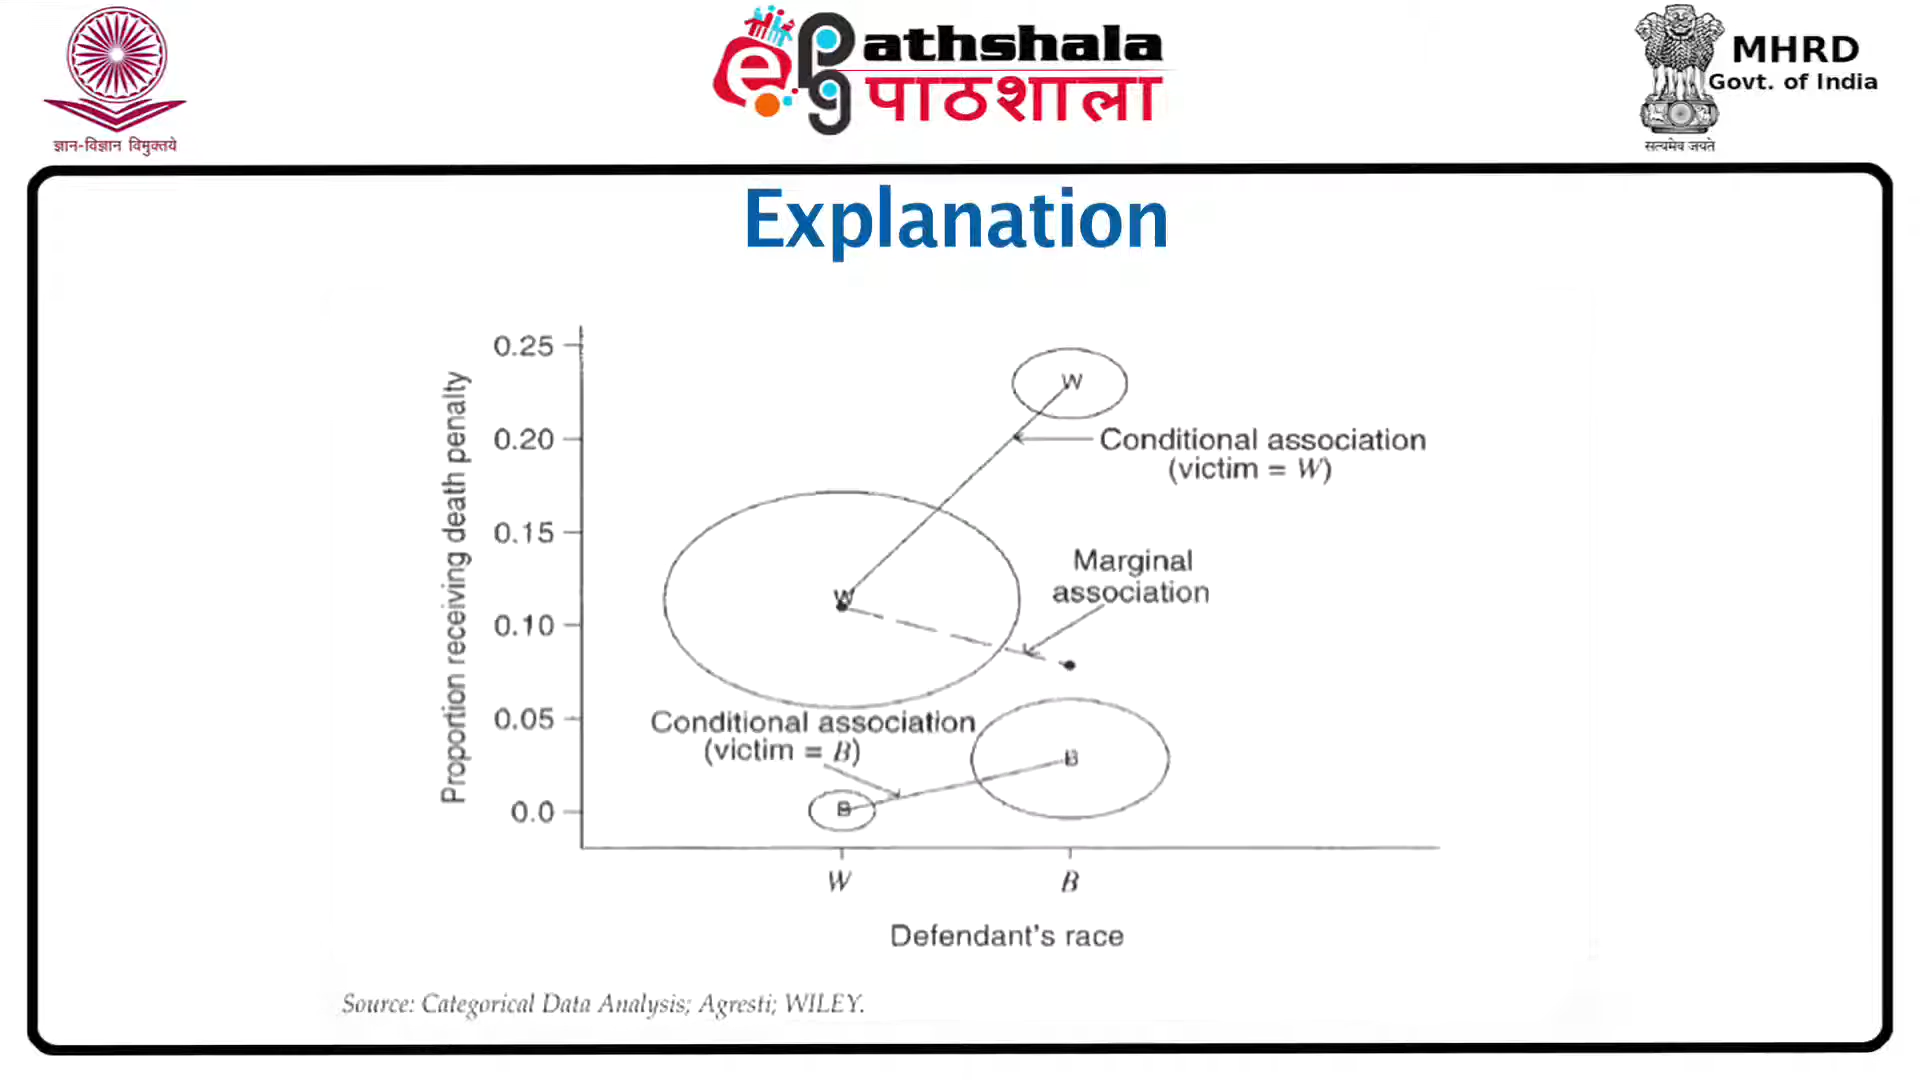 ज्ञान-विज्ञान विमुक्तये
ePG athshala
पाठशाला
MHRD
Govt. of India
सत्यमेव जयते
Explanation
Proportion receiving death penalty
0.25
0.20
0.15
0.10
0.05
0.0
W
Conditional association
(victim = W)
W
Marginal
association
Conditional association
(victim = B)
B
B
W
B
Defendant's race
Source: Categorical Data Analysis; Agresti; WILEY.